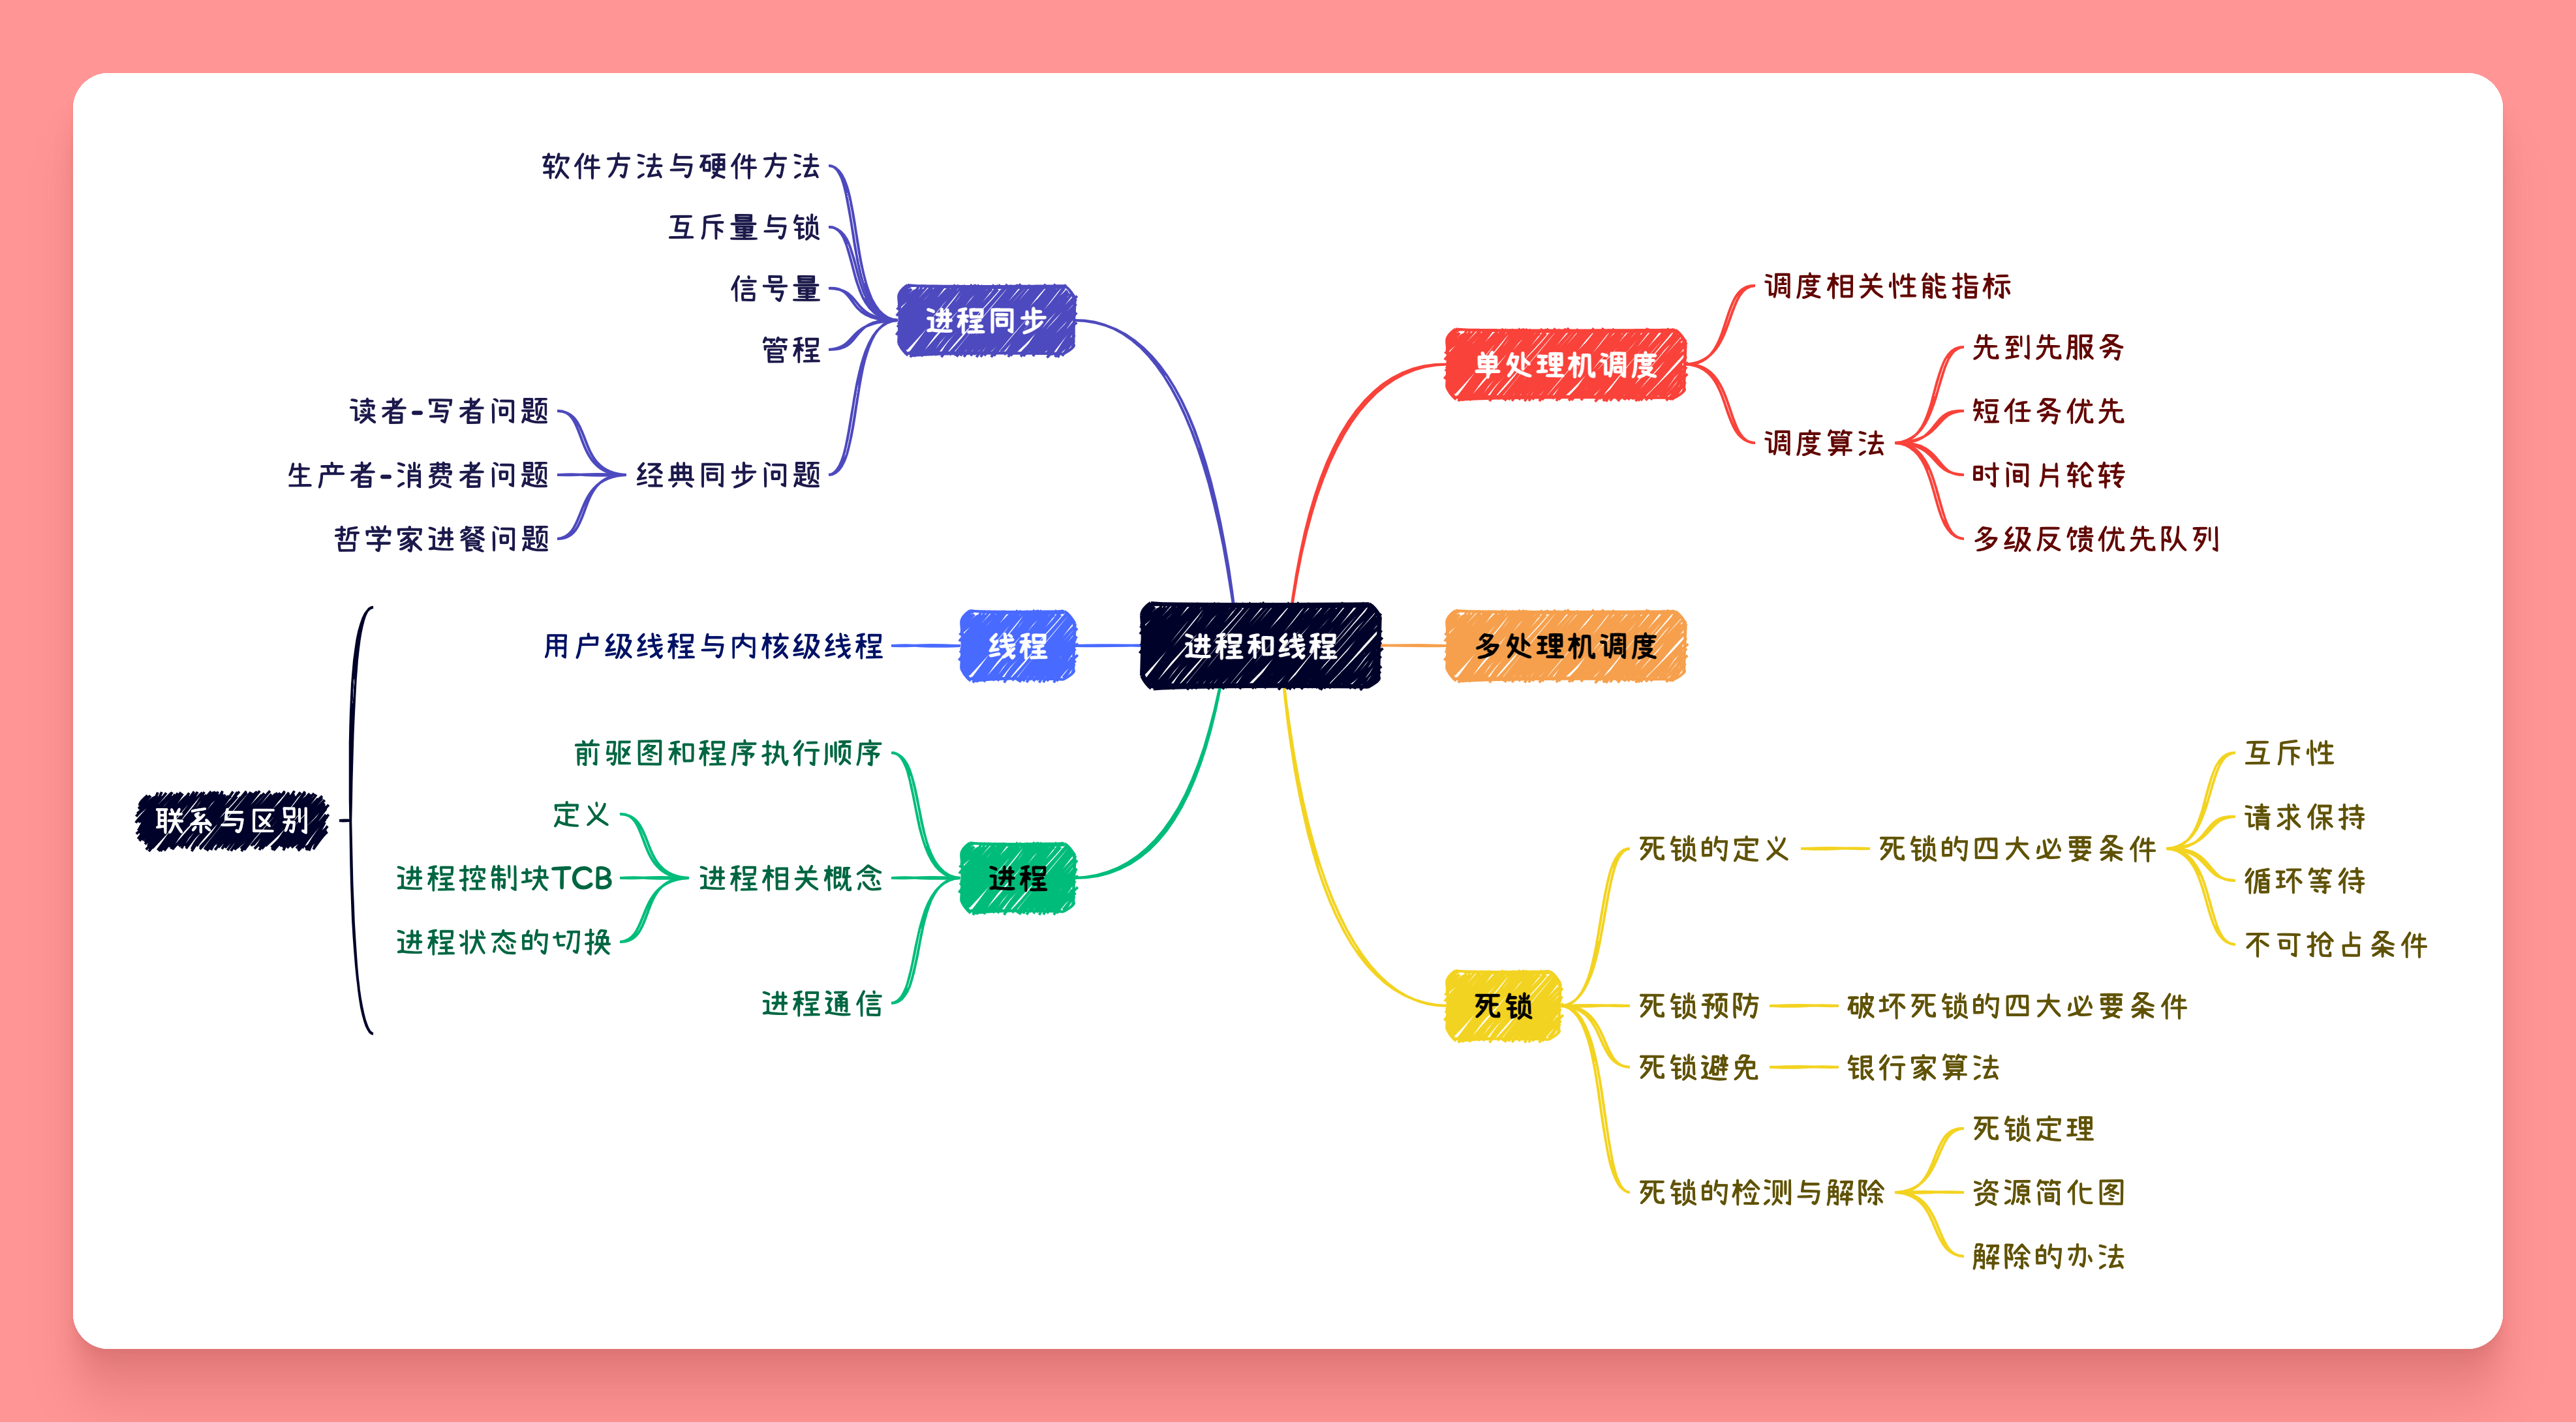 进程和线程
单处理机调度
调度相关性能指标
调度算法
先到先服务
短任务优先
时间片轮转
多级反馈优先队列
多处理机调度
死锁
死锁的定义
死锁的四大必要条件
互斥性
请求保持
循环等待
不可抢占条件
死锁预防
破坏死锁的四大必要条件
死锁避免
银行家算法
死锁的检测与解除
死锁定理
资源简化图
解除的办法
进程同步
软件方法与硬件方法
互斥量与锁
信号量
管程
经典同步问题
读者-写者问题
生产者-消费者问题
哲学家进餐问题
线程
用户级线程与内核级线程
进程
前驱图和程序执行顺序
进程相关概念
定义
进程控制块TCB
进程状态的切换
进程通信
联系与区别